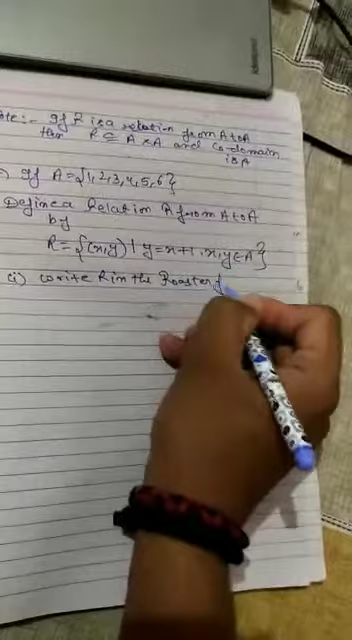 Note:- If R is a relation from A to A
then R ⊆ A × A and Co-domain
is A
) If A = {1, 2, 3, 4, 5, 6}
Define a Relation R from A to A
by
R = {(x, y) | y = x+1, x, y ∈ A}
(i) Write R in the Roaster f